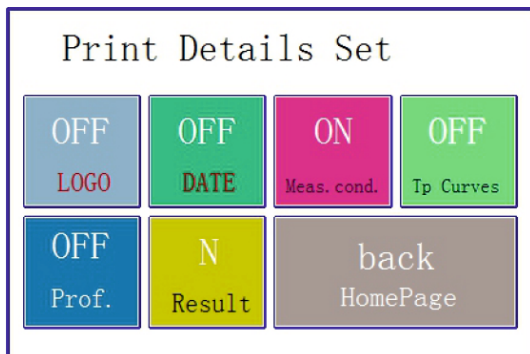 Print Details Set
OFF OFF ON OFF
LOGO DATE Meas.cond. Tp Curves
OFF N back
Prof. Result HomePage